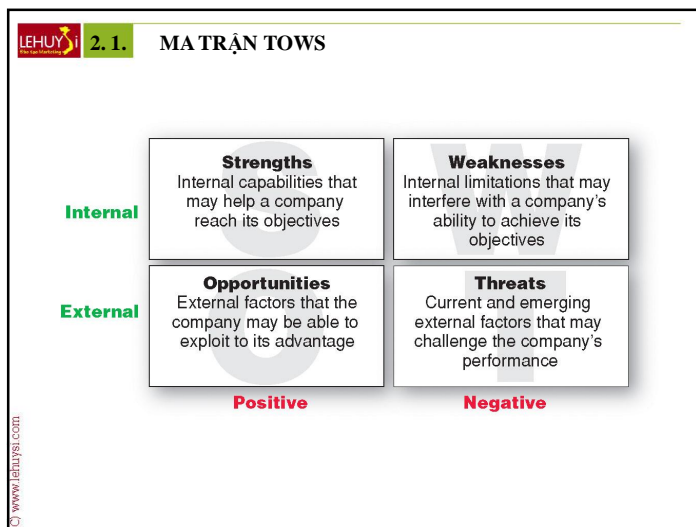 LEHUYSi
2. 1.
MA TRẬN TOWS
Strengths
Internal capabilities that
may help a company
reach its objectives
Weaknesses
Internal limitations that may
interfere with a company's
ability to achieve its
objectives
Internal
Opportunities
External factors that the
company may be able to
exploit to its advantage
Threats
Current and emerging
external factors that may
challenge the company's
performance
External
Positive
Negative
C) www.lehuysi.com